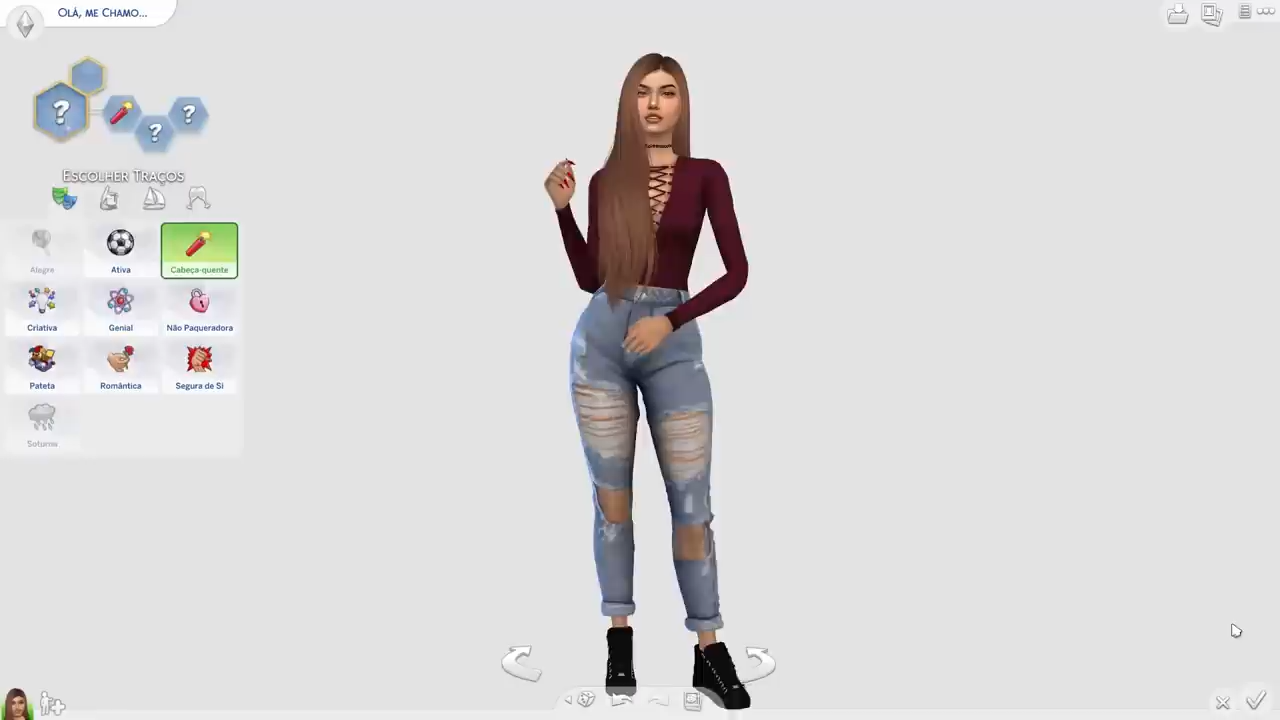 Olá, me Chamo...
Escolher Traços
Alegre
Ativa
Cabeça-quente
Criativa
Genial
Não Paqueradora
Pateta
Romântica
Segura de Si
Soturna